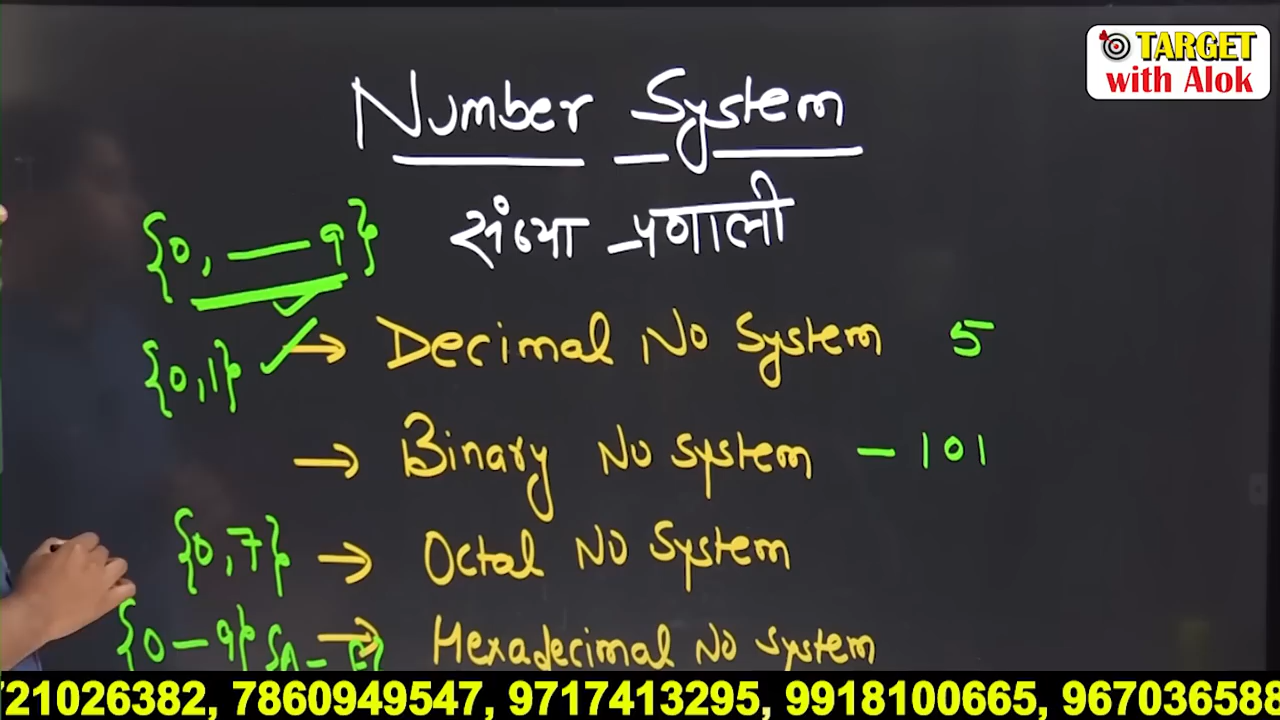 TARGET
with Alok
Number System
संख्या प्रणाली
{0, — 9}
{0,1} ✓ → Decimal No System 5
→ Binary No system - 101
{0,7} → Octal No System
{0-9} {A-F} → Hexadecimal No system
721026382, 7860949547, 9717413295, 9918100665, 967036588